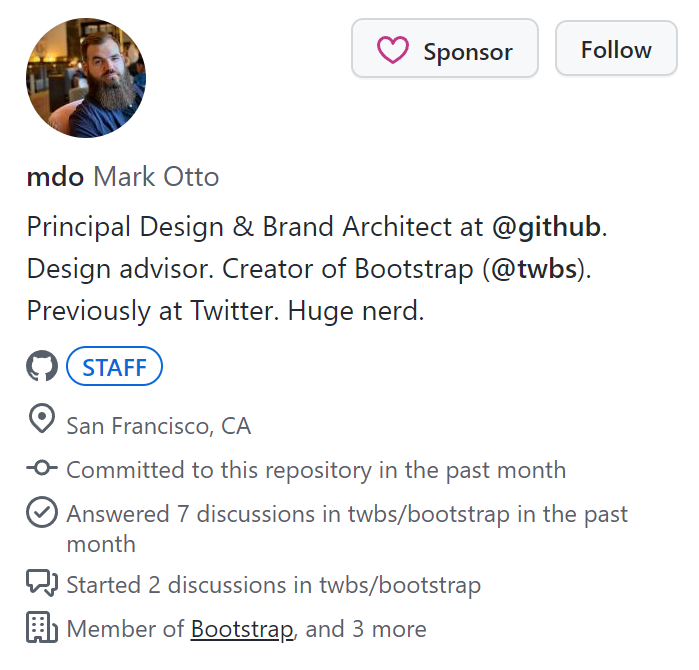 Sponsor
Follow
mdo Mark Otto
Principal Design & Brand Architect at @github.
Design advisor. Creator of Bootstrap (@twbs).
Previously at Twitter. Huge nerd.
STAFF
San Francisco, CA
Committed to this repository in the past month
Answered 7 discussions in twbs/bootstrap in the past
month
Started 2 discussions in twbs/bootstrap
Member of Bootstrap, and 3 more